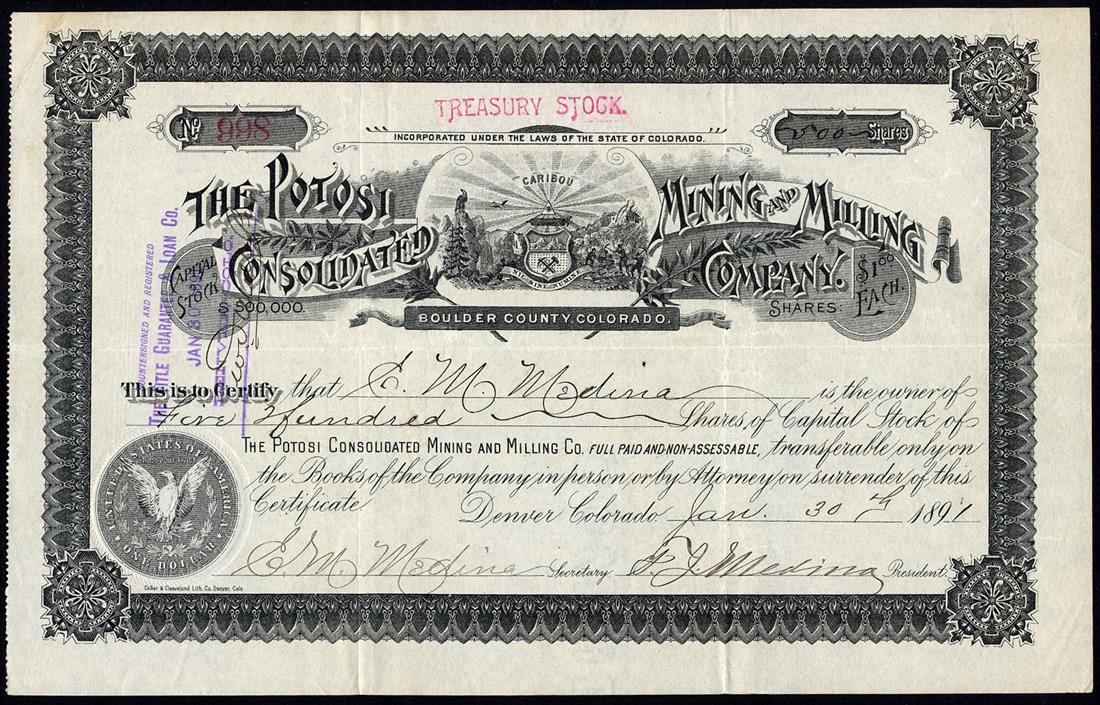 TREASURY STOCK.
No 998
500 Shares
INCORPORATED UNDER THE LAWS OF THE STATE OF COLORADO.
CARIBOU
THE POTOSI
MINING AND MILLING
CONSOLIDATED
COMPANY.
CAPITAL
STOCK
$500,000.
SHARES
$1.00
EACH.
NIL SINE NUMINE
BOULDER COUNTY, COLORADO.
COUNTERSIGNED AND REGISTERED
THE TITLE GUARANTEE & LOAN CO.
JAN 30
This is to Certify that E. M. Medina is the owner of
Five Hundred Shares, of Capital Stock of
THE POTOSI CONSOLIDATED MINING AND MILLING CO. FULL PAID AND NON-ASSESSABLE, transferable only on
the Books of the Company in person, or by Attorney on surrender of this
Certificate.
Denver Colorado. Jan. 30th 1891
UNITED STATES OF AMERICA
ONE DOLLAR
E M Medina Secretary. F. J. Medina President.
Collier & Cleaveland Lith. Co. Denver, Colo.